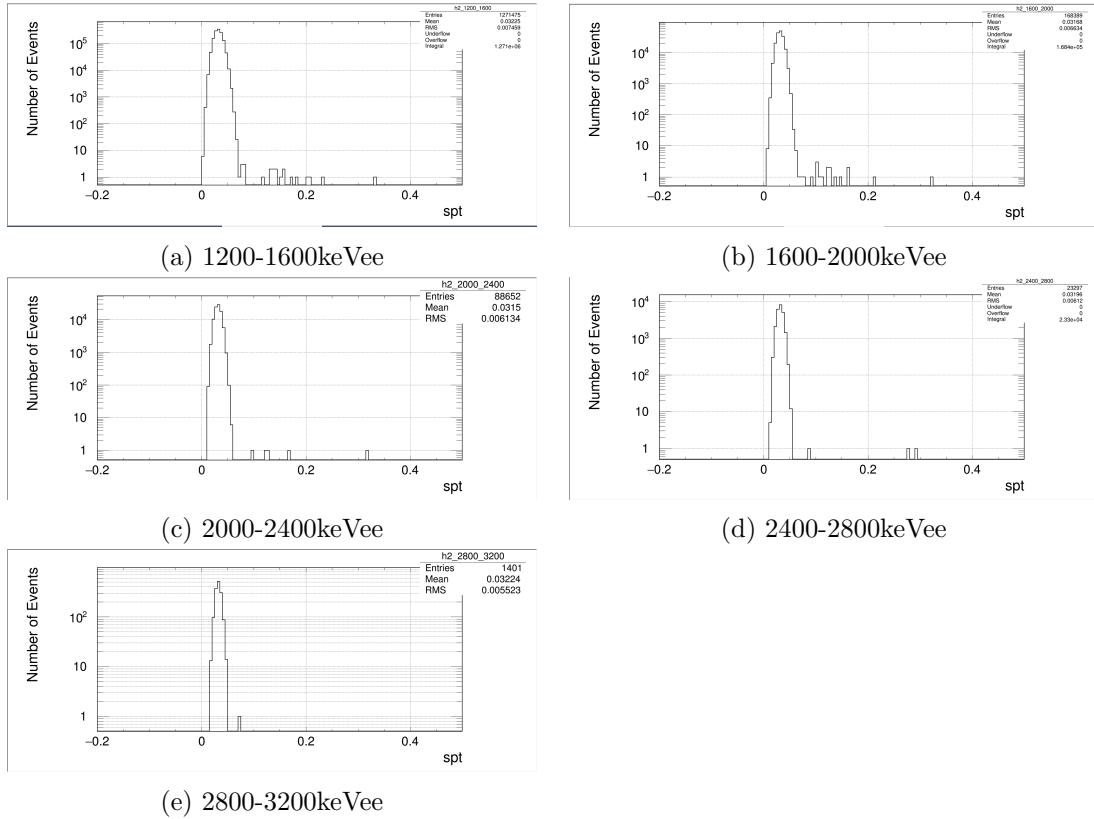 h2_1200_1600
Entries 1271475
Mean 0.03225
RMS 0.007459
Underflow 0
Overflow 0
Integral 1.271e+06
Number of Events
10^5
10^4
10^3
10^2
10
1
−0.2 0 0.2 0.4
spt
(a) 1200-1600keVee
h2_1600_2000
Entries 168389
Mean 0.03168
RMS 0.006634
Underflow 0
Overflow 0
Integral 1.684e+05
Number of Events
10^4
10^3
10^2
10
1
−0.2 0 0.2 0.4
spt
(b) 1600-2000keVee
h2_2000_2400
Entries 88652
Mean 0.0315
RMS 0.006134
Number of Events
10^4
10^3
10^2
10
1
−0.2 0 0.2 0.4
spt
(c) 2000-2400keVee
h2_2400_2800
Entries 23297
Mean 0.03196
RMS 0.00612
Underflow 0
Overflow 0
Integral 2.33e+04
Number of Events
10^4
10^3
10^2
10
1
−0.2 0 0.2 0.4
spt
(d) 2400-2800keVee
h2_2800_3200
Entries 1401
Mean 0.03224
RMS 0.005523
Number of Events
10^2
10
1
−0.2 0 0.2 0.4
spt
(e) 2800-3200keVee